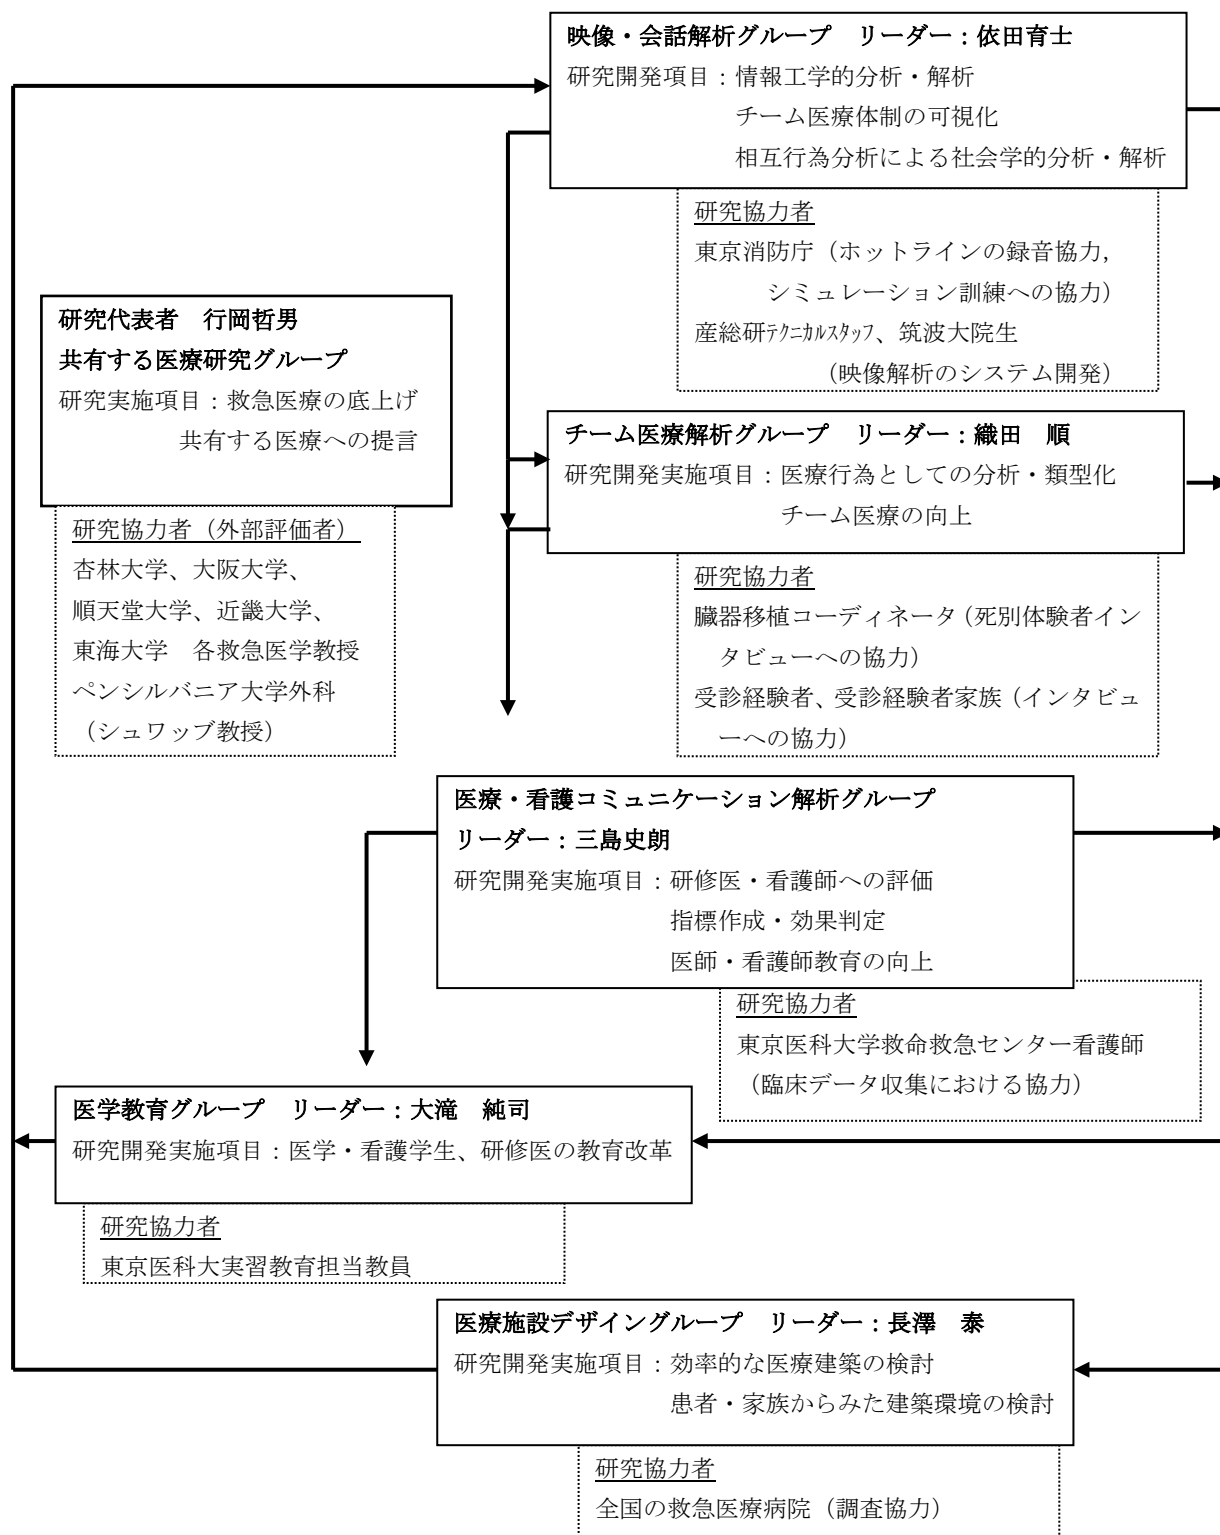 映像・会話解析グループ　リーダー：依田育士
研究開発項目：情報工学的分析・解析
チーム医療体制の可視化
相互行為分析による社会学的分析・解析
研究協力者
東京消防庁（ホットラインの録音協力，
シミュレーション訓練への協力）
産総研ﾃｸﾆｶﾙｽﾀｯﾌ、筑波大院生
（映像解析のシステム開発）
研究代表者　行岡哲男
共有する医療研究グループ
研究実施項目：救急医療の底上げ
共有する医療への提言
研究協力者（外部評価者）
杏林大学、大阪大学、
順天堂大学、近畿大学、
東海大学　各救急医学教授
ペンシルバニア大学外科
（シュワッブ教授）
チーム医療解析グループ　リーダー：織田　順
研究開発実施項目：医療行為としての分析・類型化
チーム医療の向上
研究協力者
臓器移植コーディネータ（死別体験者イン
タビューへの協力）
受診経験者、受診経験者家族（インタビュ
ーへの協力）
医療・看護コミュニケーション解析グループ
リーダー：三島史朗
研究開発実施項目：研修医・看護師への評価
指標作成・効果判定
医師・看護師教育の向上
研究協力者
東京医科大学救命救急センター看護師
（臨床データ収集における協力）
医学教育グループ　リーダー：大滝　純司
研究開発実施項目：医学・看護学生、研修医の教育改革
研究協力者
東京医科大実習教育担当教員
医療施設デザイングループ　リーダー：長澤　泰
研究開発実施項目：効率的な医療建築の検討
患者・家族からみた建築環境の検討
研究協力者
全国の救急医療病院（調査協力）